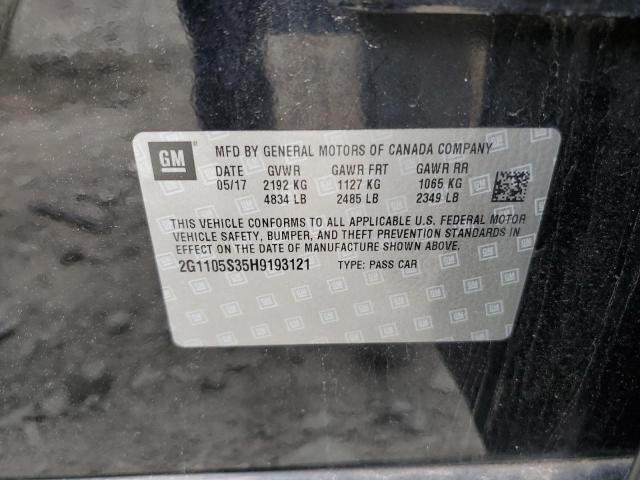 GM
MFD BY GENERAL MOTORS OF CANADA COMPANY
DATE GVWR GAWR FRT GAWR RR
05/17 2192 KG 1127 KG 1065 KG
4834 LB 2485 LB 2349 LB
THIS VEHICLE CONFORMS TO ALL APPLICABLE U.S. FEDERAL MOTOR
VEHICLE SAFETY, BUMPER, AND THEFT PREVENTION STANDARDS IN
EFFECT ON THE DATE OF MANUFACTURE SHOWN ABOVE.
2G1105S35H9193121 TYPE: PASS CAR